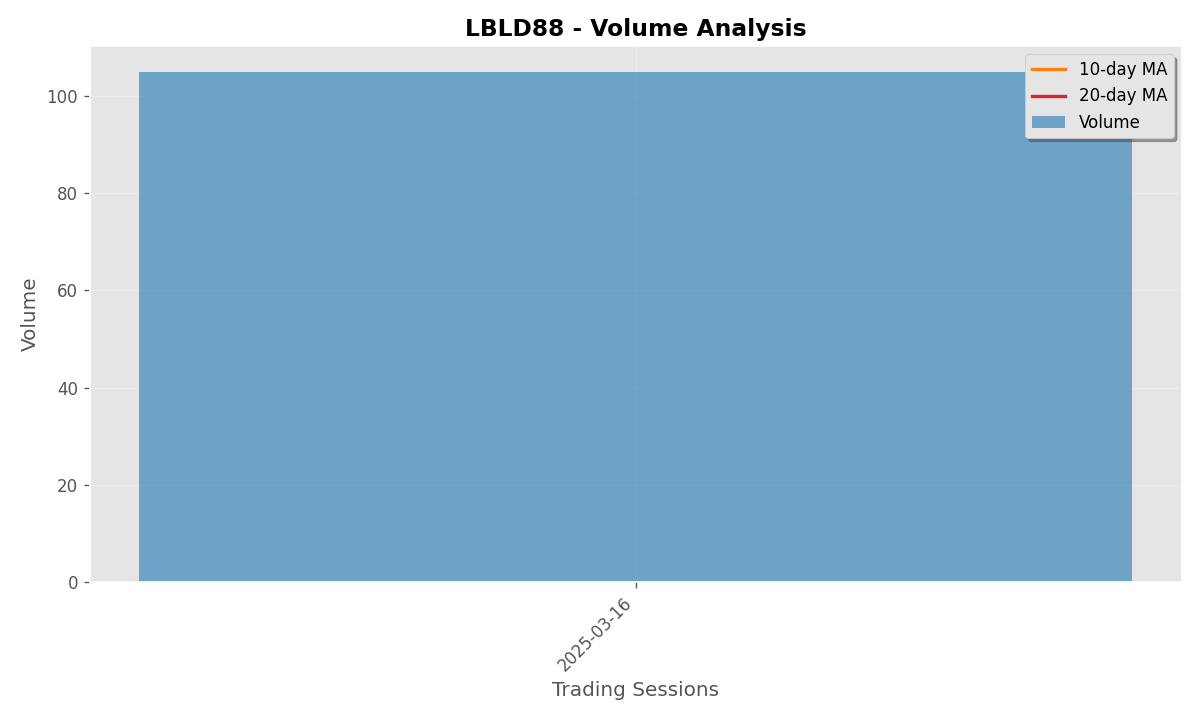 LBLD88 - Volume Analysis
10-day MA
20-day MA
Volume
100
80
60
40
20
0
Volume
2025-03-16
Trading Sessions